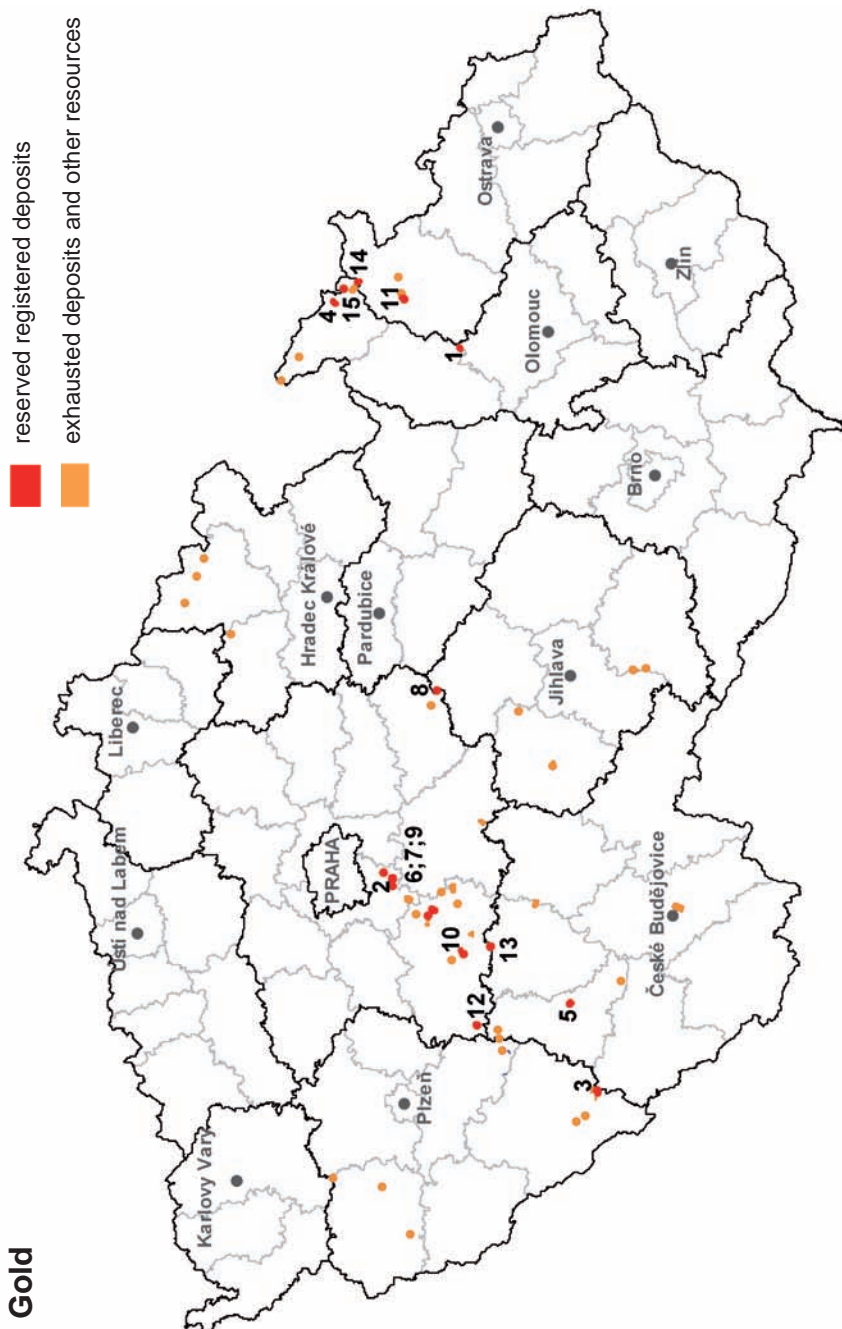 Gold
reserved registered deposits
exhausted deposits and other resources
Karlovy Vary
Ústí nad Labem
Liberec
PRAHA
Hradec Králové
Pardubice
Plzeň
2
6;7;9
8
10
12
13
5
3
České Budějovice
Jihlava
Brno
4
15
14
11
1
Olomouc
Ostrava
Zlín